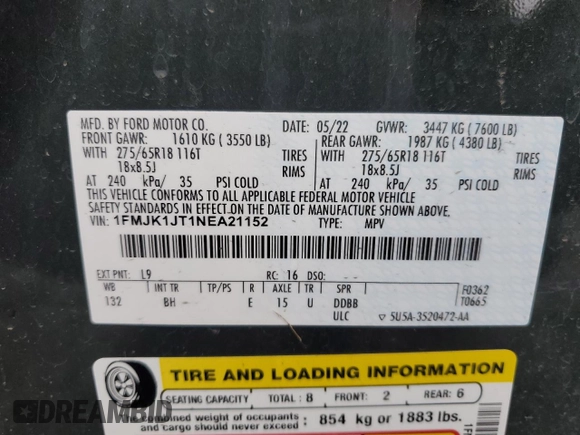 MFD. BY FORD MOTOR CO.
DATE: 05/22 GVWR: 3447 KG ( 7600 LB)
FRONT GAWR: 1610 KG ( 3550 LB)
REAR GAWR: 1987 KG ( 4380 LB)
WITH 275/65R18 116T TIRES
WITH 275/65R18 116T TIRES
18x8.5J RIMS
18x8.5J RIMS
AT 240 kPa/ 35 PSI COLD
AT 240 kPa/ 35 PSI COLD
THIS VEHICLE CONFORMS TO ALL APPLICABLE FEDERAL MOTOR VEHICLE
SAFETY STANDARDS IN EFFECT ON THE DATE OF MANUFACTURE SHOWN ABOVE.
VIN: 1FMJK1JT1NEA21152 TYPE: MPV
EXT PNT: L9 RC: 16 DSO: --
WB INT TR TP/PS R AXLE TR SPR F0362
132 BH-- E 15 U DDBB T0665
ULC ▽ 5U5A-3520472-AA
TIRE AND LOADING INFORMATION
SEATING CAPACITY TOTAL : 8 FRONT: 2 REAR: 6
Combined weight of occupants
and cargo should never exceed : 854 kg or 1883 lbs.
DREAMBID